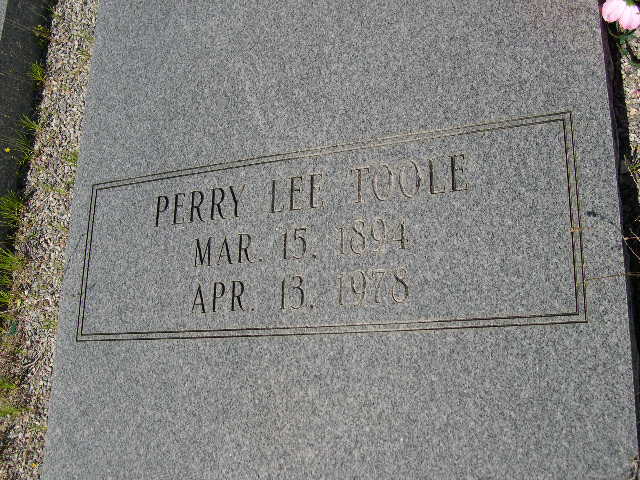 PERRY LEE TOOLE
MAR. 15, 1894
APR. 13, 1978